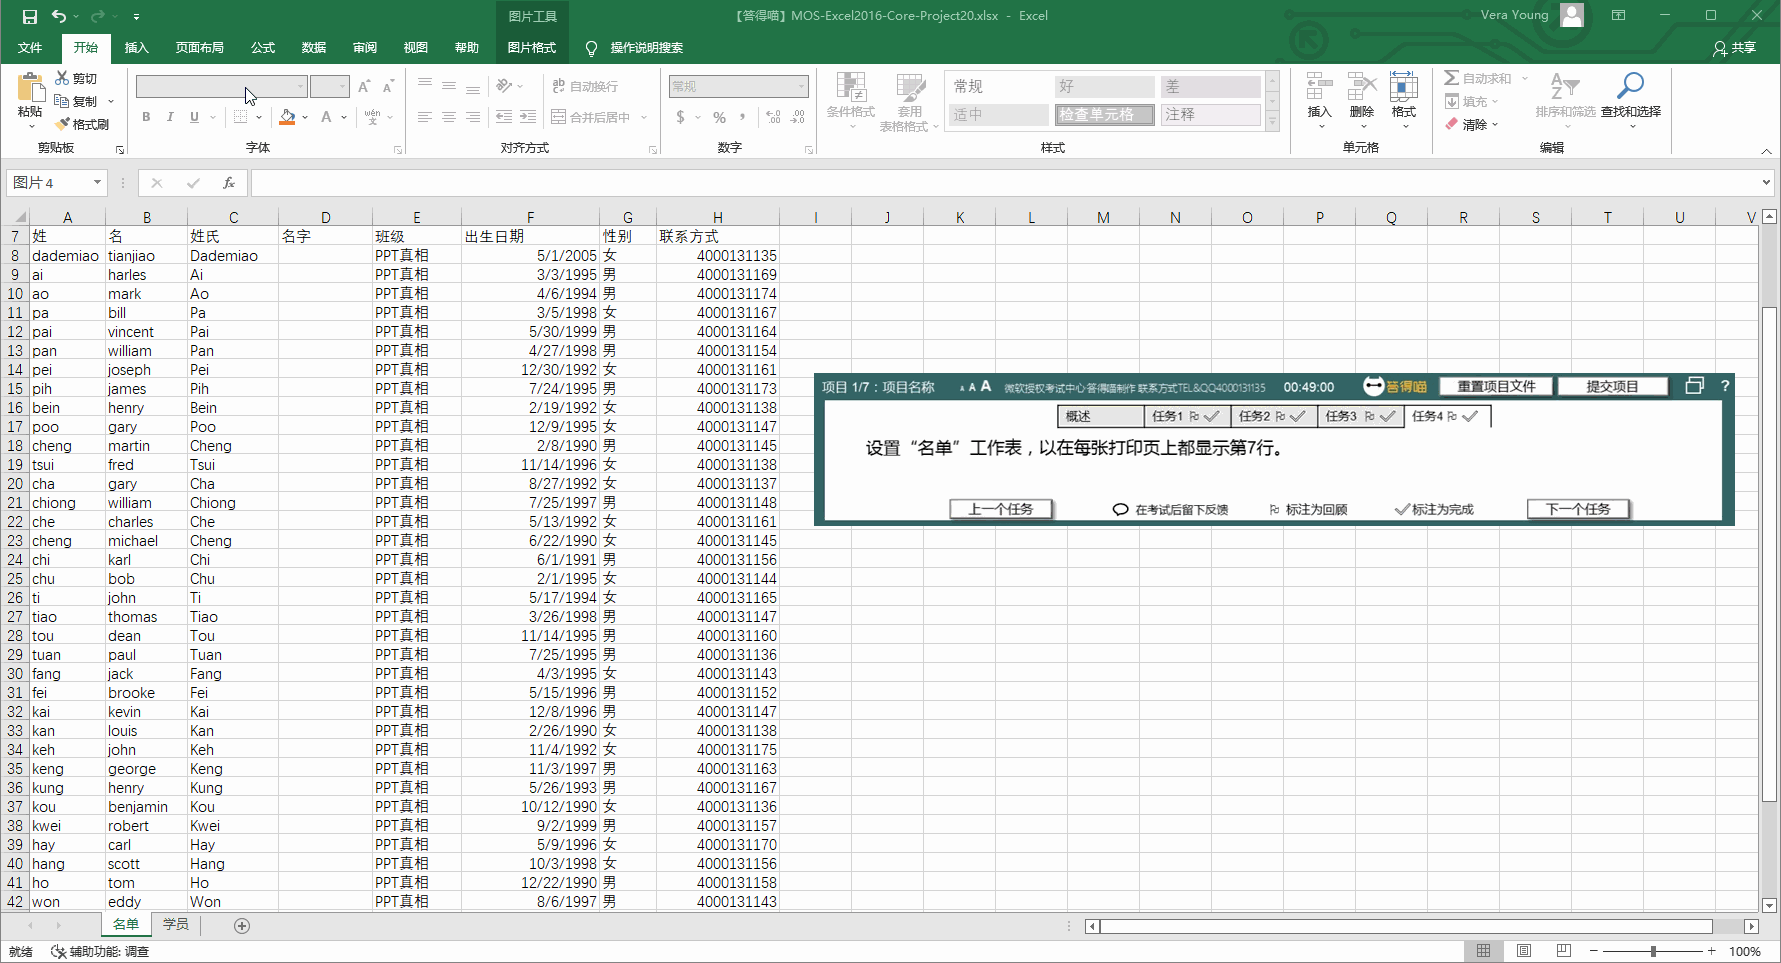 图片工具
【答得喵】MOS-Excel2016-Core-Project20.xlsx - Excel
Vera Young
文件 开始 插入 页面布局 公式 数据 审阅 视图 帮助 图片格式 操作说明搜索 共享
粘贴 剪切 复制 格式刷 剪贴板
B I U A wén 文 字体
ab 自动换行 合并后居中 对齐方式
常规 $ % 数字
条件格式 套用表格格式 常规 好 差 适中 检查单元格 注释 样式
插入 删除 格式 单元格
自动求和 填充 清除 排序和筛选 查找和选择 编辑
图片 4 fx
A B C D E F G H I J K L M N O P Q R S T U V
7 姓 名 姓氏 名字 班级 出生日期 性别 联系方式
8 dademiao tianjiao Dademiao PPT真相 5/1/2005 女 4000131135
9 ai harles Ai PPT真相 3/3/1995 男 4000131169
10 ao mark Ao PPT真相 4/6/1994 男 4000131174
11 pa bill Pa PPT真相 3/5/1998 女 4000131167
12 pai vincent Pai PPT真相 5/30/1999 男 4000131164
13 pan william Pan PPT真相 4/27/1998 男 4000131154
14 pei joseph Pei PPT真相 12/30/1992 女 4000131161
15 pih james Pih PPT真相 7/24/1995 男 4000131173
16 bein henry Bein PPT真相 2/19/1992 女 4000131138
17 poo gary Poo PPT真相 12/9/1995 女 4000131147
18 cheng martin Cheng PPT真相 2/8/1990 男 4000131145
19 tsui fred Tsui PPT真相 11/14/1996 女 4000131138
20 cha gary Cha PPT真相 8/27/1992 女 4000131137
21 chiong william Chiong PPT真相 7/25/1997 男 4000131148
22 che charles Che PPT真相 5/13/1992 女 4000131161
23 cheng michael Cheng PPT真相 6/22/1990 女 4000131145
24 chi karl Chi PPT真相 6/1/1991 男 4000131156
25 chu bob Chu PPT真相 2/1/1995 女 4000131144
26 ti john Ti PPT真相 5/17/1994 女 4000131165
27 tiao thomas Tiao PPT真相 3/26/1998 男 4000131147
28 tou dean Tou PPT真相 11/14/1995 男 4000131160
29 tuan paul Tuan PPT真相 7/25/1995 男 4000131136
30 fang jack Fang PPT真相 4/3/1995 女 4000131143
31 fei brooke Fei PPT真相 5/15/1996 男 4000131152
32 kai kevin Kai PPT真相 12/8/1996 男 4000131147
33 kan louis Kan PPT真相 2/26/1990 女 4000131138
34 keh john Keh PPT真相 11/4/1992 女 4000131175
35 keng george Keng PPT真相 11/3/1997 男 4000131163
36 kung henry Kung PPT真相 5/26/1993 男 4000131167
37 kou benjamin Kou PPT真相 10/12/1990 女 4000131136
38 kwei robert Kwei PPT真相 9/2/1999 男 4000131157
39 hay carl Hay PPT真相 5/9/1996 女 4000131170
40 hang scott Hang PPT真相 10/3/1998 女 4000131156
41 ho tom Ho PPT真相 12/22/1990 男 4000131158
42 won eddy Won PPT真相 8/6/1997 男 4000131143
项目 1/7：项目名称 A A A 微软授权考试中心·答得喵制作 联系方式TEL&QQ4000131135 00:49:00 答得喵 重置项目文件 提交项目 ?
概述 任务1 任务2 任务3 任务4
设置“名单”工作表，以在每张打印页上都显示第7行。
上一个任务 在考试后留下反馈 标注为回顾 标注为完成 下一个任务
名单 学员
就绪 辅助功能: 调查 100%